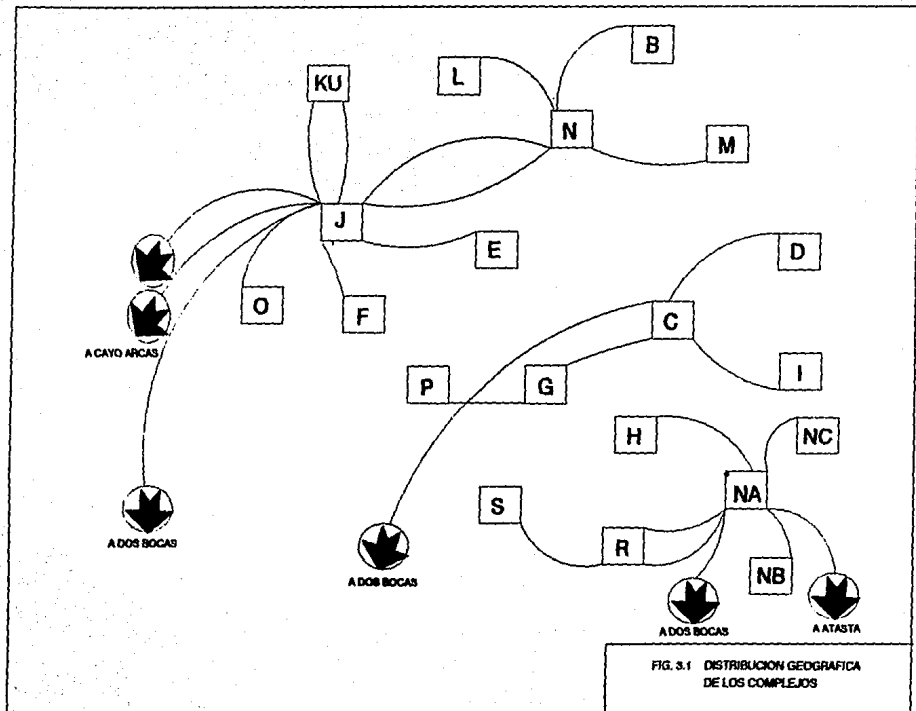 B
KU
L
N
M
J
E
D
O
F
C
A CAYO ARCAS
P
G
I
H
NC
NA
S
R
NB
A DOS BOCAS
A DOS BOCAS
A DOS BOCAS
A ATASTA
FIG. 3.1 DISTRIBUCION GEOGRAFICA
DE LOS COMPLEJOS